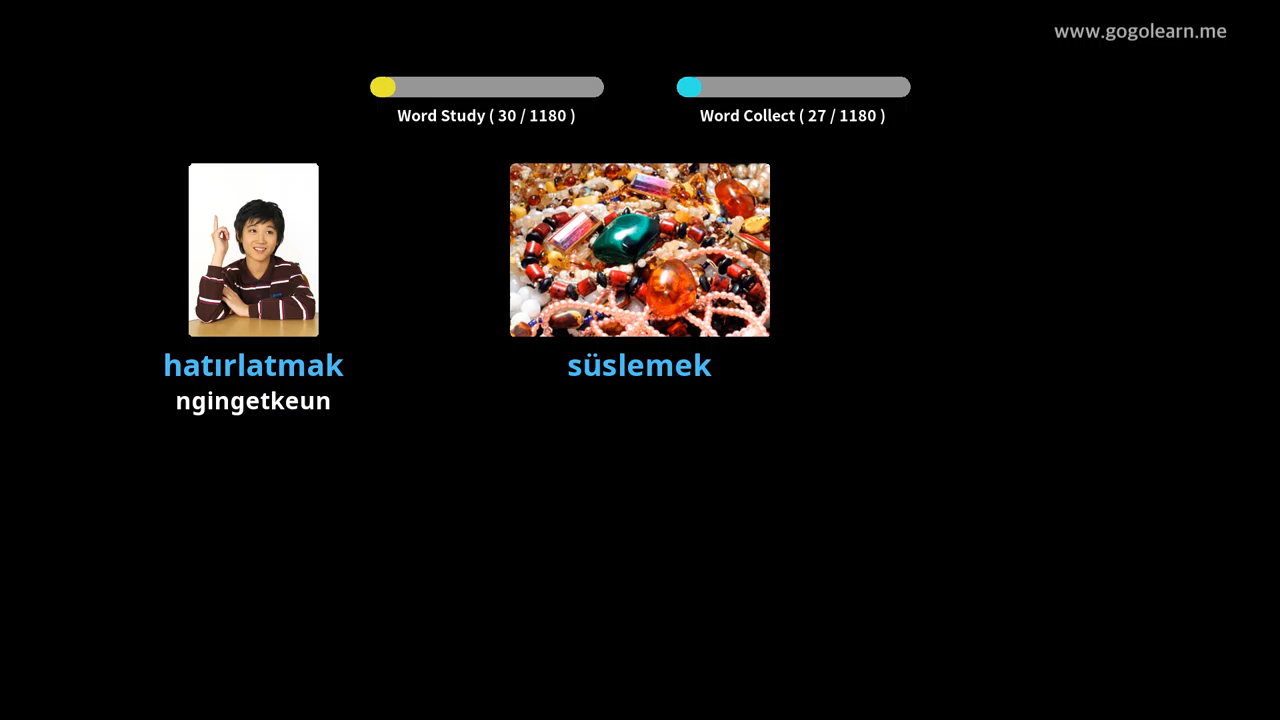 www.gogolearn.me
Word Study ( 30 / 1180 )
Word Collect ( 27 / 1180 )
hatırlatmak
ngingetkeun
süslemek